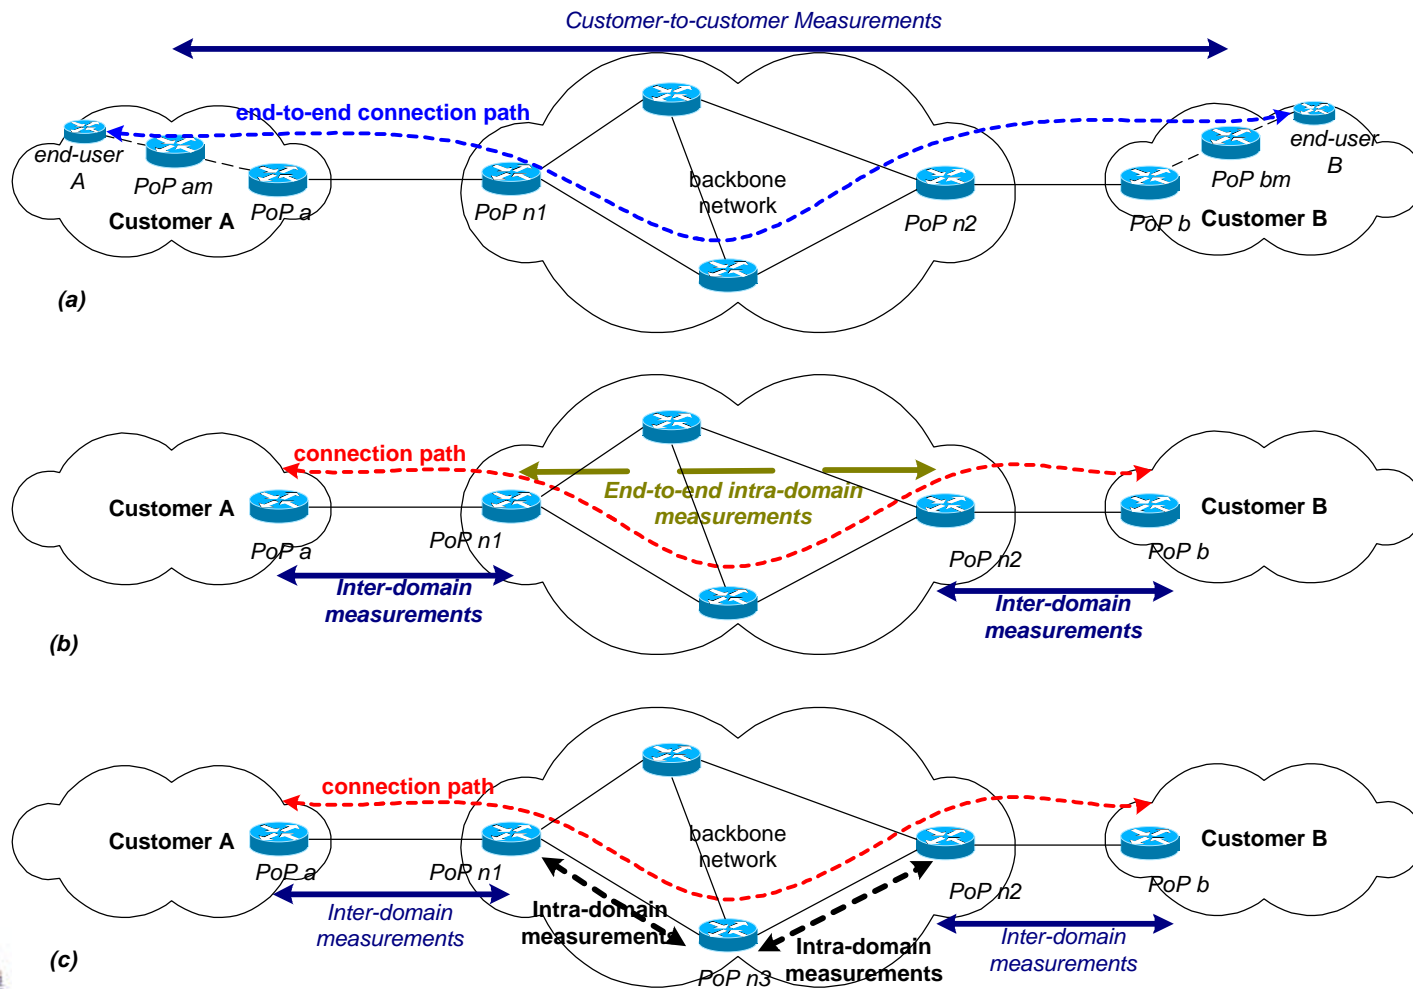 Customer-to-customer Measurements
end-to-end connection path
end-user
A
PoP am
PoP a
Customer A
PoP n1
backbone
network
PoP n2
end-user
B
PoP bm
PoP b
Customer B
(a)
connection path
Customer A
PoP a
PoP n1
End-to-end intra-domain
measurements
PoP n2
PoP b
Customer B
Inter-domain
measurements
Inter-domain
measurements
(b)
connection path
Customer A
PoP a
PoP n1
backbone
network
PoP n2
PoP b
Customer B
Inter-domain
measurements
Intra-domain
measurements
PoP n3
Intra-domain
measurements
Inter-domain
measurements
(c)